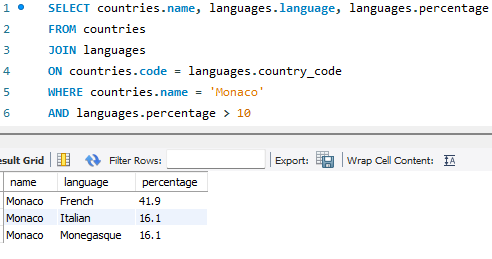 1 SELECT countries.name, languages.language, languages.percentage
2 FROM countries
3 JOIN languages
4 ON countries.code = languages.country_code
5 WHERE countries.name = 'Monaco'
6 AND languages.percentage > 10
esult Grid Filter Rows: Export: Wrap Cell Content: IA
name language percentage
Monaco French 41.9
Monaco Italian 16.1
Monaco Monegasque 16.1